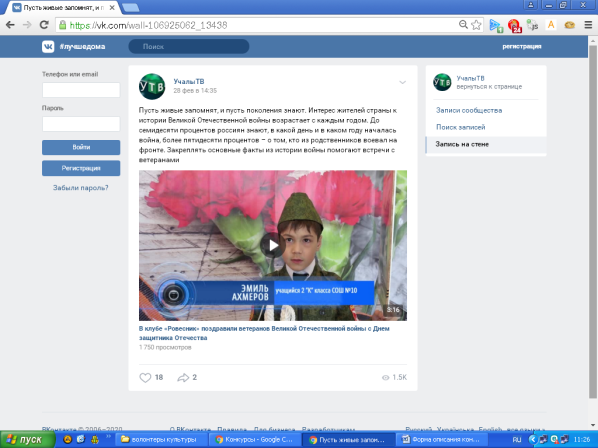 Пусть живые запомнят, и п
https://vk.com/wall-106925062_13438
24
#лучшедома
Поиск
регистрация
Телефон или email
Пароль
Войти
Регистрация
Забыли пароль?
УТВ
УчалыТВ
28 фев в 14:35
Пусть живые запомнят, и пусть поколения знают. Интерес жителей страны к
истории Великой Отечественной войны возрастает с каждым годом. До
семидесяти процентов россиян знают, в какой день и в каком году началась
война, более пятидесяти процентов – о том, кто из родственников воевал на
фронте. Закреплять основные факты из истории войны помогают встречи с
ветеранами
ЭМИЛЬ
АХМЕРОВ
учащийся 2 "К" класса СОШ №10
3:16
В клубе «Ровесник» поздравили ветеранов Великой Отечественной войны с Днем
защитника Отечества
1 750 просмотров
18
2
1.5K
УТВ
УчалыТВ
вернуться к странице
Записи сообщества
Поиск записей
Запись на стене
ВКонтакте © 2006–2020
О ВКонтакте
Правила
Для бизнеса
Разработчикам
Русский
Українська
English
все языки »
пуск
волонтеры культуры
Конкурсы - Google C...
Пусть живые запом...
Форма описания кон...
RU
11:26